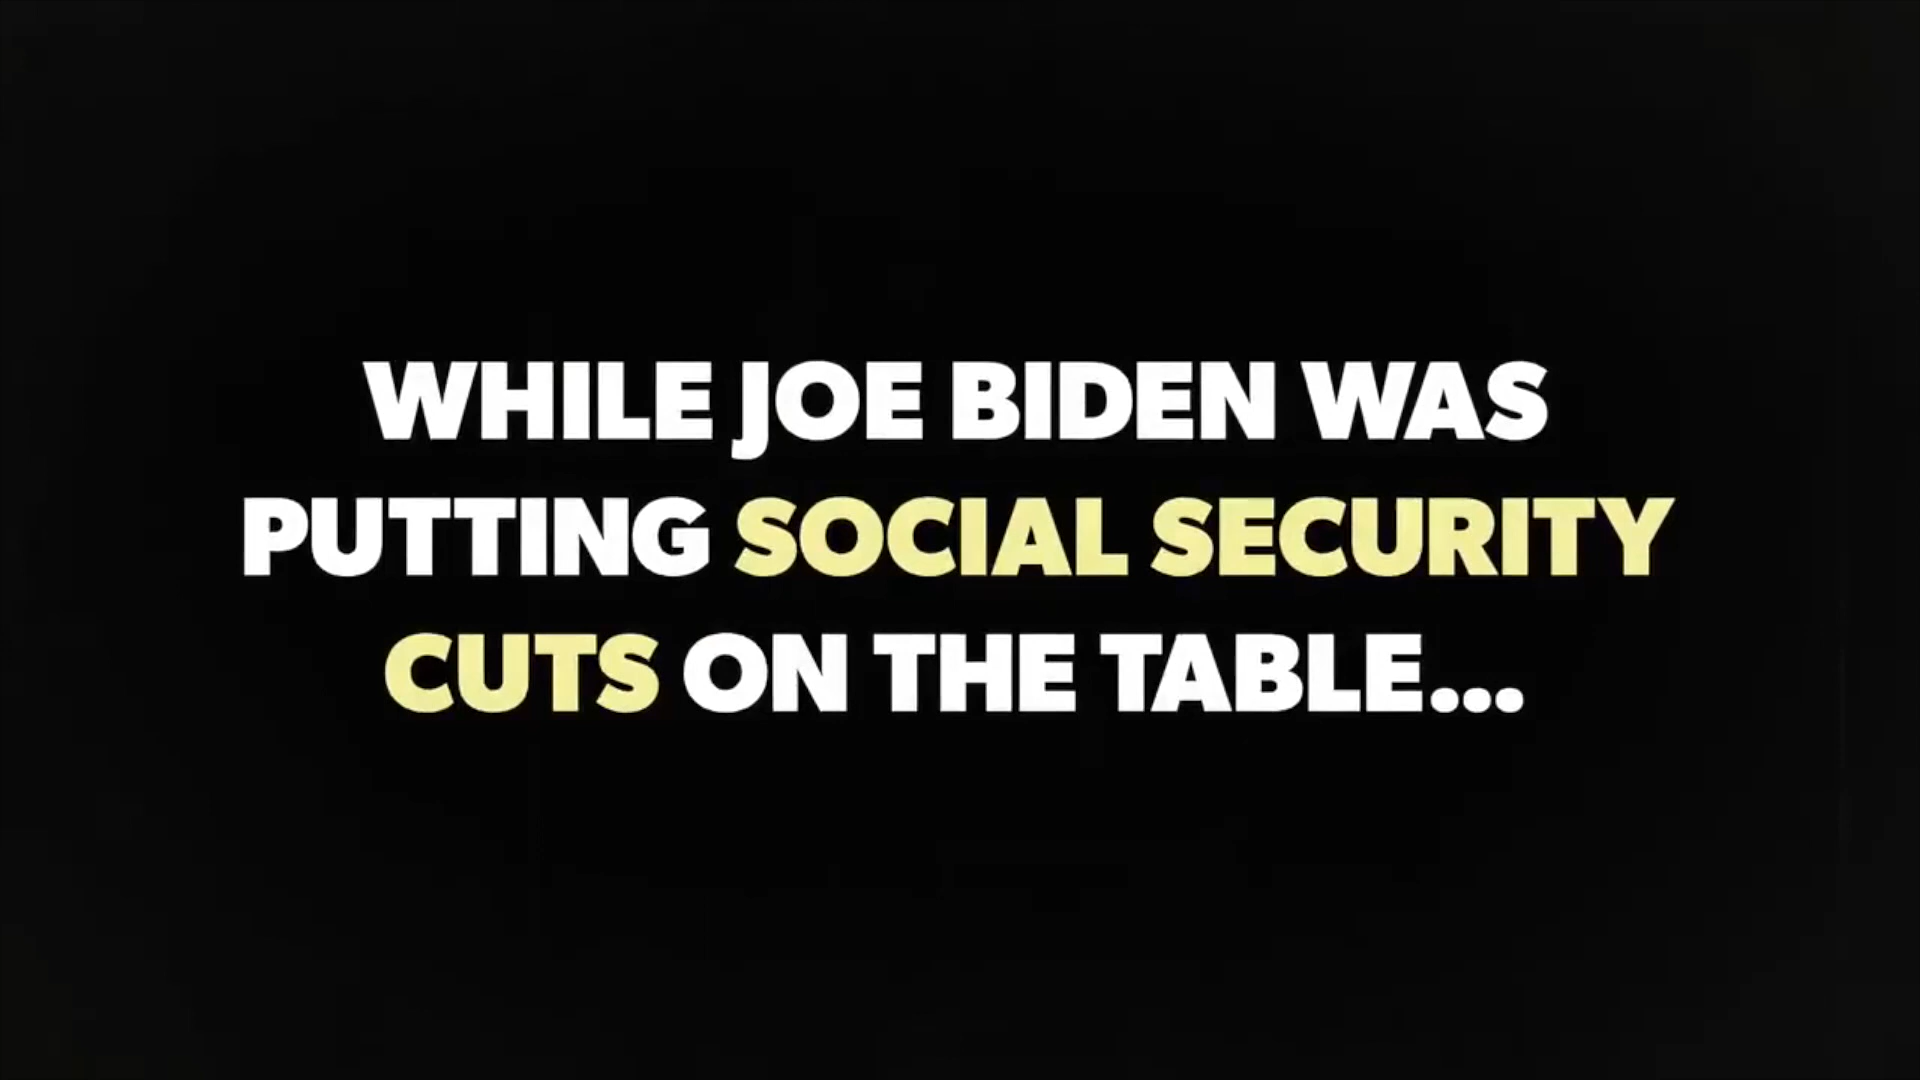 WHILE JOE BIDEN WAS
PUTTING SOCIAL SECURITY
CUTS ON THE TABLE...